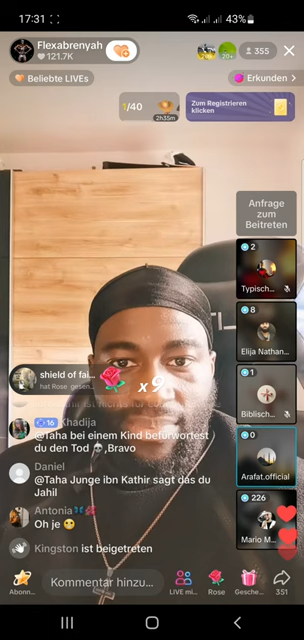 17:31
43%
Flexabrenyah
121.7K
20+
355
Beliebte LIVEs
Erkunden >
1/40
2h35m
Zum Registrieren
klicken
Anfrage
zum
Beitreten
2
Typisch...
8
Elija Nathan...
1
Biblisch...
0
Arafat.official
226
Mario M...
shield of fai...
hat Rose gesen...
x9
16 Khadija
@Taha bei einem Kind befürwortest
du den Tod ,Bravo
Daniel
@Taha Junge ibn Kathir sagt das du
Jahil
Antonia
Oh je
Kingston ist beigetreten
Abonn...
Kommentar hinzu...
LIVE mi...
Rose
Gesche...
351